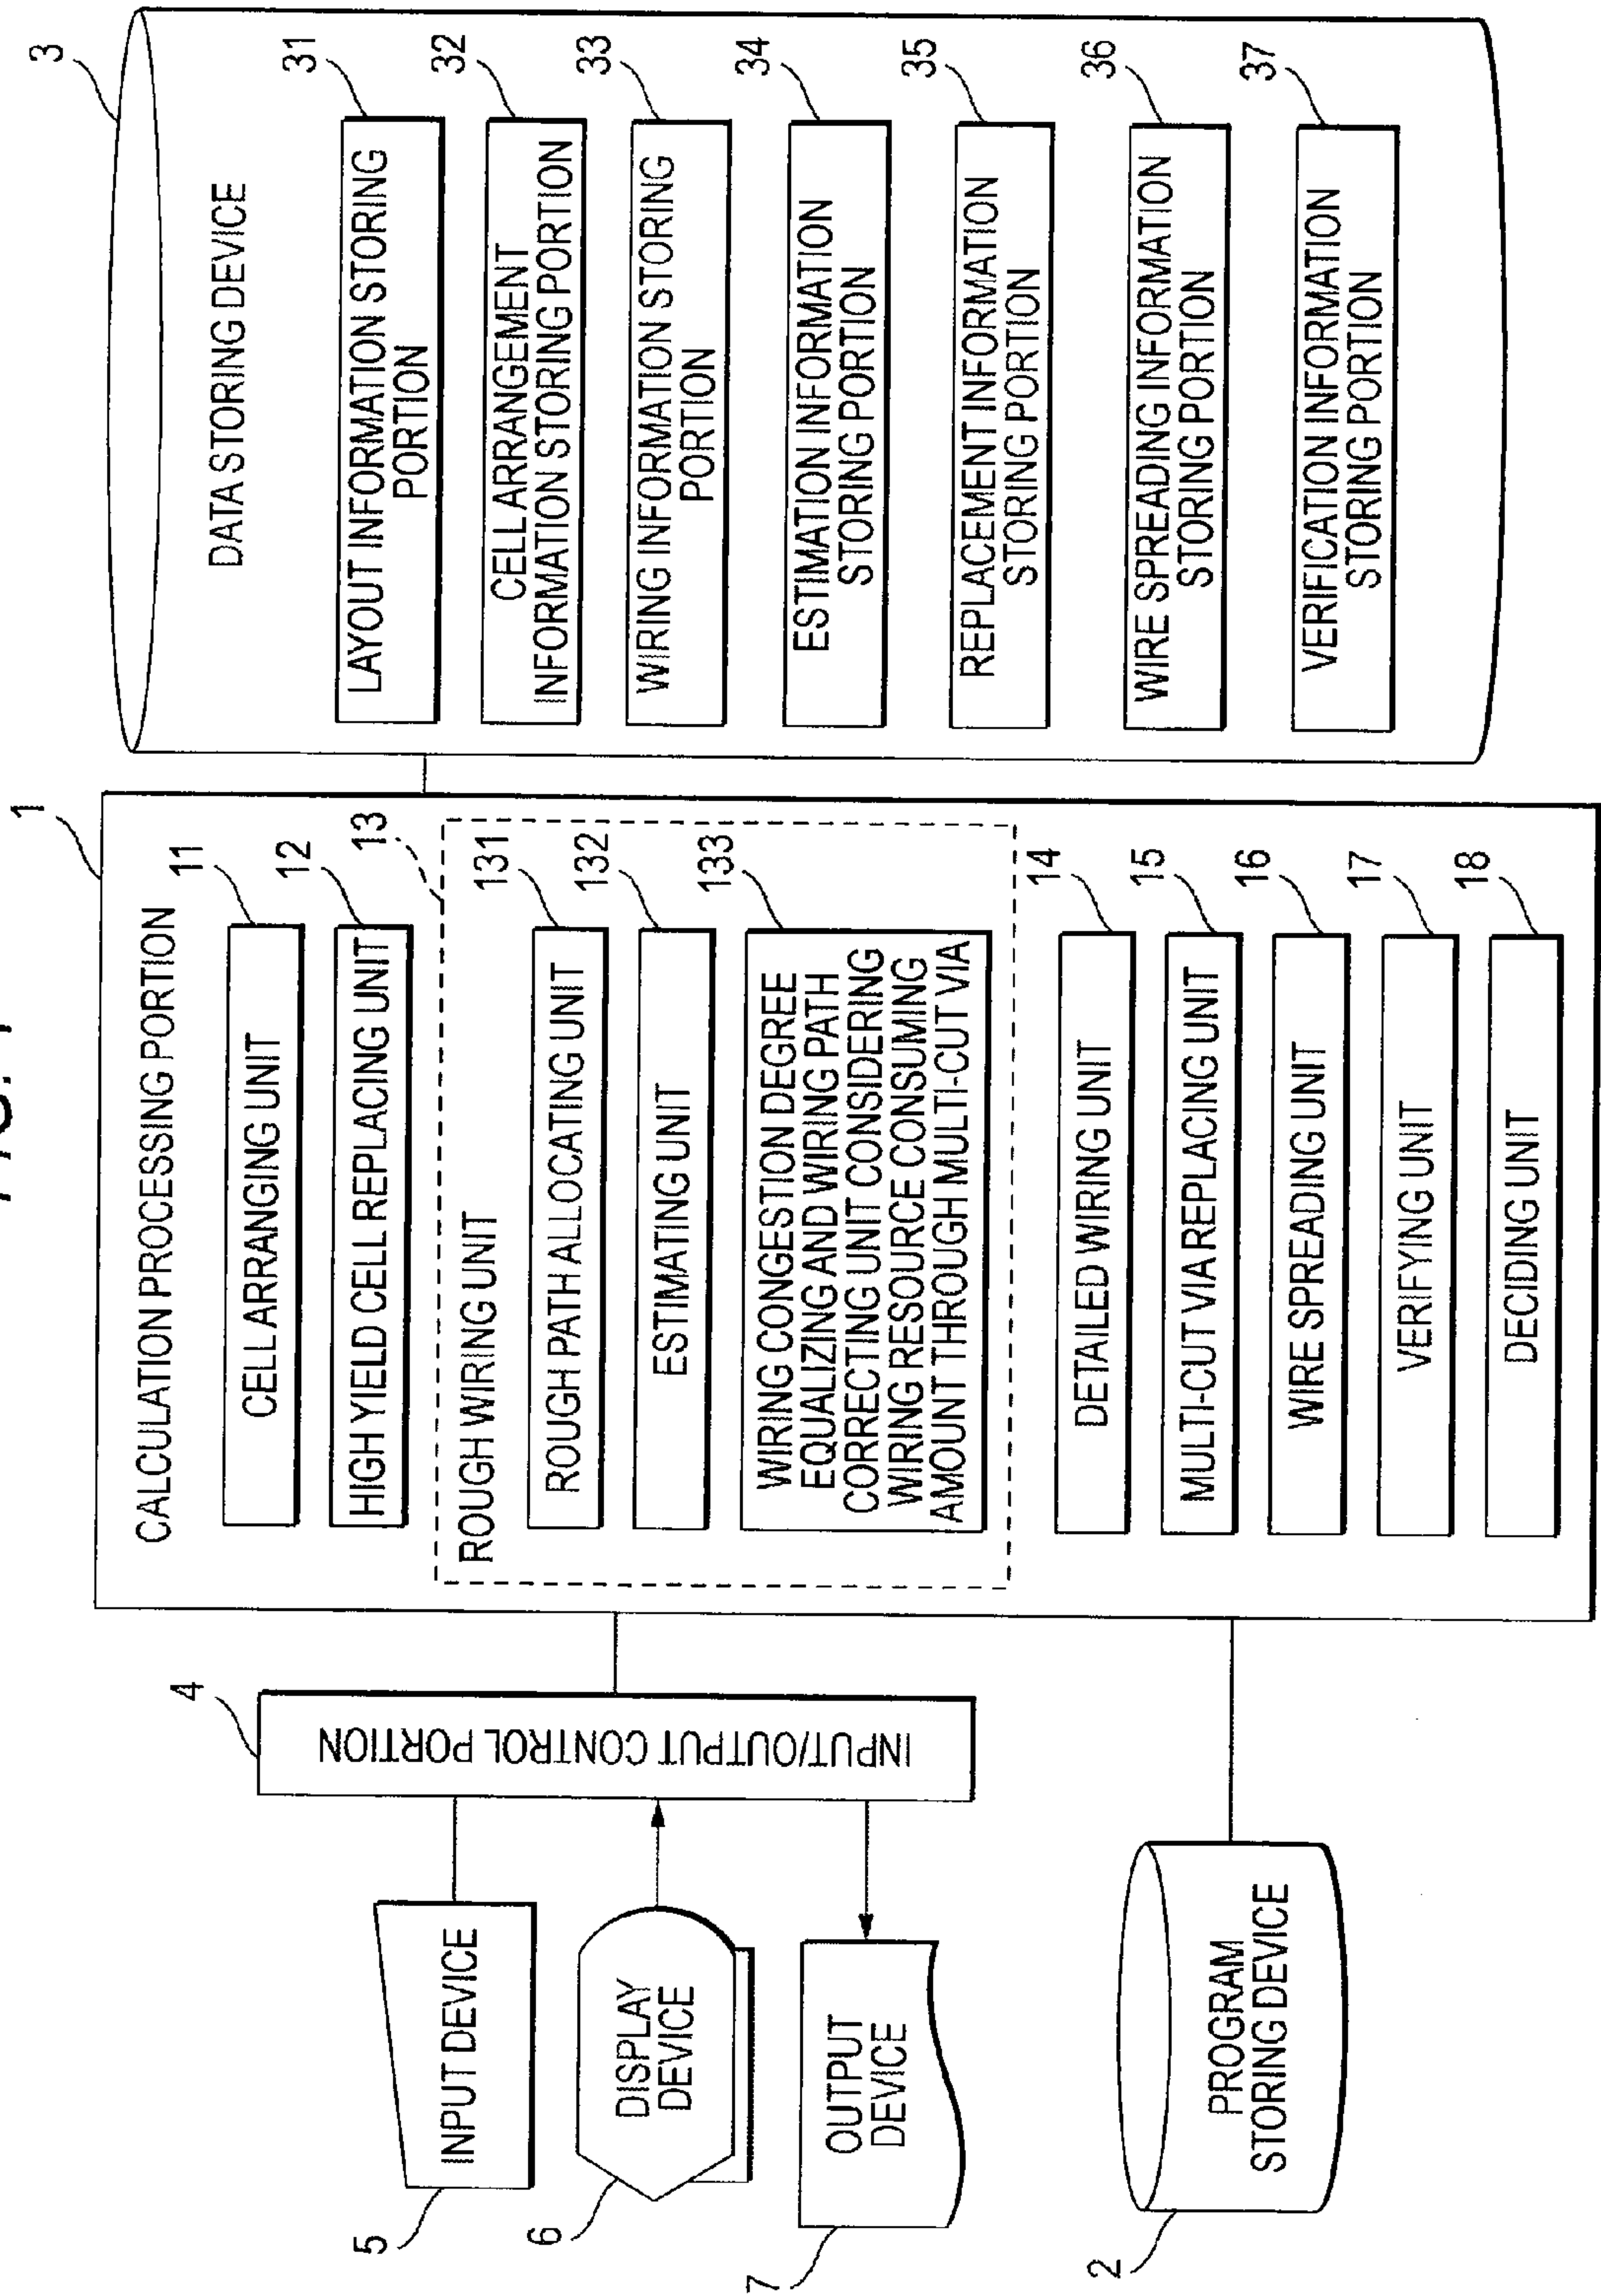 1
CALCULATION PROCESSING PORTION
11
CELL ARRANGING UNIT
12
HIGH YIELD CELL REPLACING UNIT
13
ROUGH WIRING UNIT
131
ROUGH PATH ALLOCATING UNIT
132
ESTIMATING UNIT
133
WIRING CONGESTION DEGREE
EQUALIZING AND WIRING PATH
CORRECTING UNIT CONSIDERING
WIRING RESOURCE CONSUMING
AMOUNT THROUGH MULTI-CUT VIA
14
DETAILED WIRING UNIT
15
MULTI-CUT VIA REPLACING UNIT
16
WIRE SPREADING UNIT
17
VERIFYING UNIT
18
DECIDING UNIT
3
DATA STORING DEVICE
31
LAYOUT INFORMATION STORING
PORTION
32
CELL ARRANGEMENT
INFORMATION STORING PORTION
33
WIRING INFORMATION STORING
PORTION
34
ESTIMATION INFORMATION
STORING PORTION
35
REPLACEMENT INFORMATION
STORING PORTION
36
WIRE SPREADING INFORMATION
STORING PORTION
37
VERIFICATION INFORMATION
STORING PORTION
4
INPUT/OUTPUT CONTROL PORTION
5
INPUT DEVICE
6
DISPLAY
DEVICE
7
OUTPUT
DEVICE
2
PROGRAM
STORING DEVICE